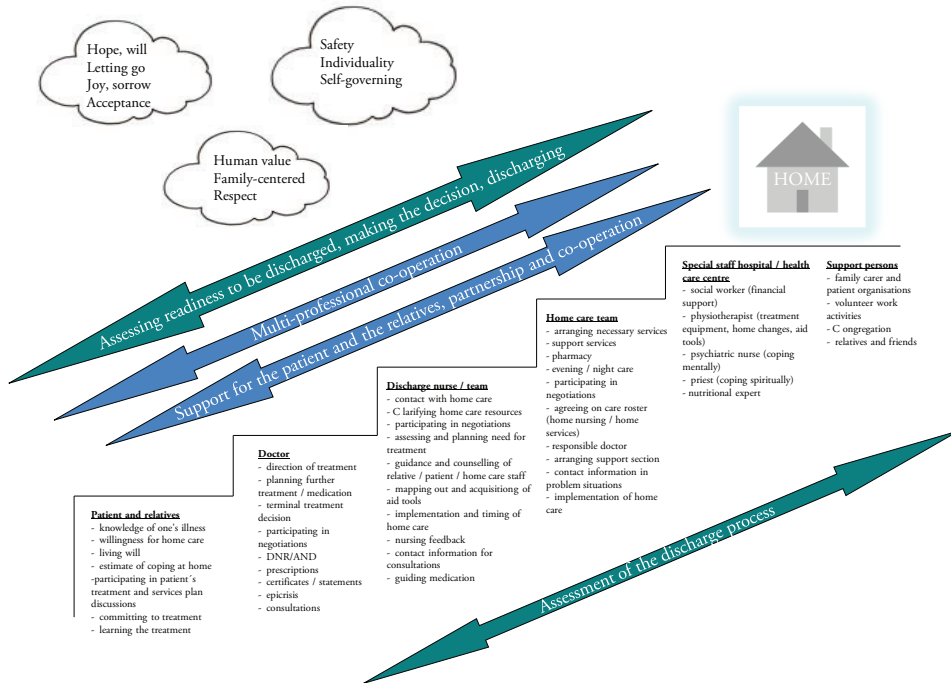 Hope, will
Letting go
Joy, sorrow
Acceptance
Safety
Individuality
Self-governing
Human value
Family-centered
Respect
HOME
Assessing readiness to be discharged, making the decision, discharging
Multi-professional co-operation
Support for the patient and the relatives, partnership and co-operation
Patient and relatives
- knowledge of one's illness
- willingness for home care
- living will
- estimate of coping at home
-participating in patient´s
treatment and services plan
discussions
- committing to treatment
- learning the treatment
Doctor
- direction of treatment
- planning further
treatment / medication
- terminal treatment
decision
- participating in
negotiations
- DNR/AND
- prescriptions
- certificates / statements
- epicrisis
- consultations
Discharge nurse / team
- contact with home care
- C larifying home care resources
- participating in negotiations
- assessing and planning need for
treatment
- guidance and counselling of
relative / patient / home care staff
- mapping out and acquisitioning of
aid tools
- implementation and timing of
home care
- nursing feedback
- contact information for
consultations
- guiding medication
Home care team
- arranging necessary services
- support services
- pharmacy
- evening / night care
- participating in
negotiations
- agreeing on care roster
(home nursing / home
services)
- responsible doctor
- arranging support section
- contact information in
problem situations
- implementation of home
care
Special staff hospital / health
care centre
- social worker (financial
support)
- physiotherapist (treatment
equipment, home changes, aid
tools)
- psychiatric nurse (coping
mentally)
- priest (coping spiritually)
- nutritional expert
Support persons
- family carer and
patient organisations
- volunteer work
activities
- C ongregation
- relatives and friends
Assessment of the discharge process